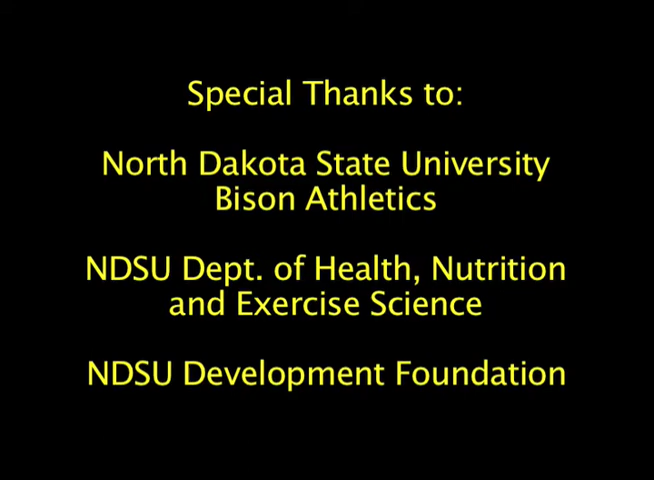 Special Thanks to:
North Dakota State University
Bison Athletics
NDSU Dept. of Health, Nutrition
and Exercise Science
NDSU Development Foundation